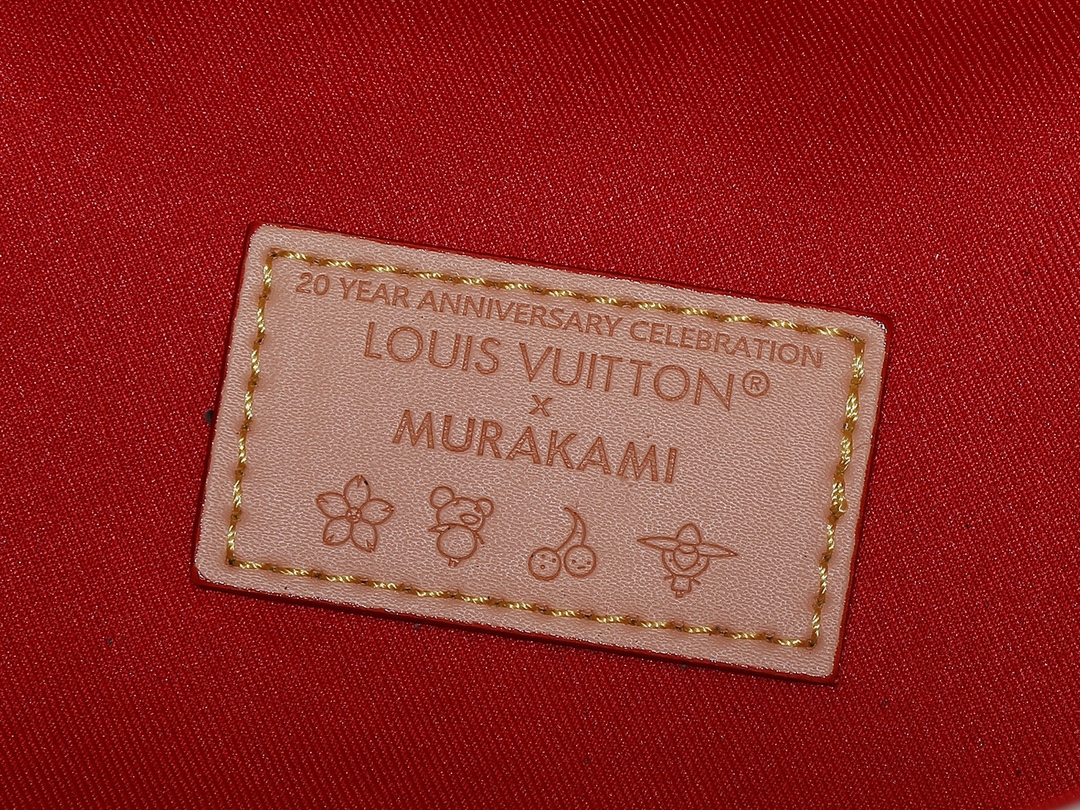 20 YEAR ANNIVERSARY CELEBRATION
LOUIS VUITTON®
x
MURAKAMI